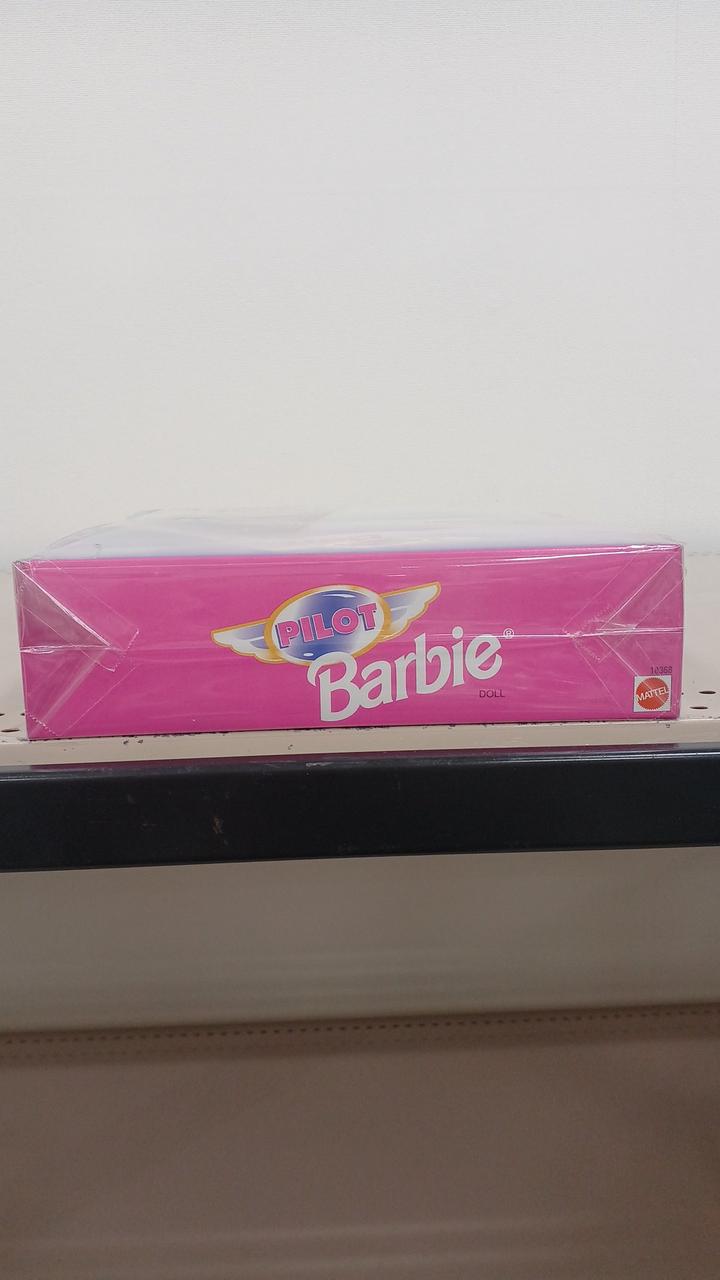 PILOT
Barbie®
DOLL
10368
MATTEL